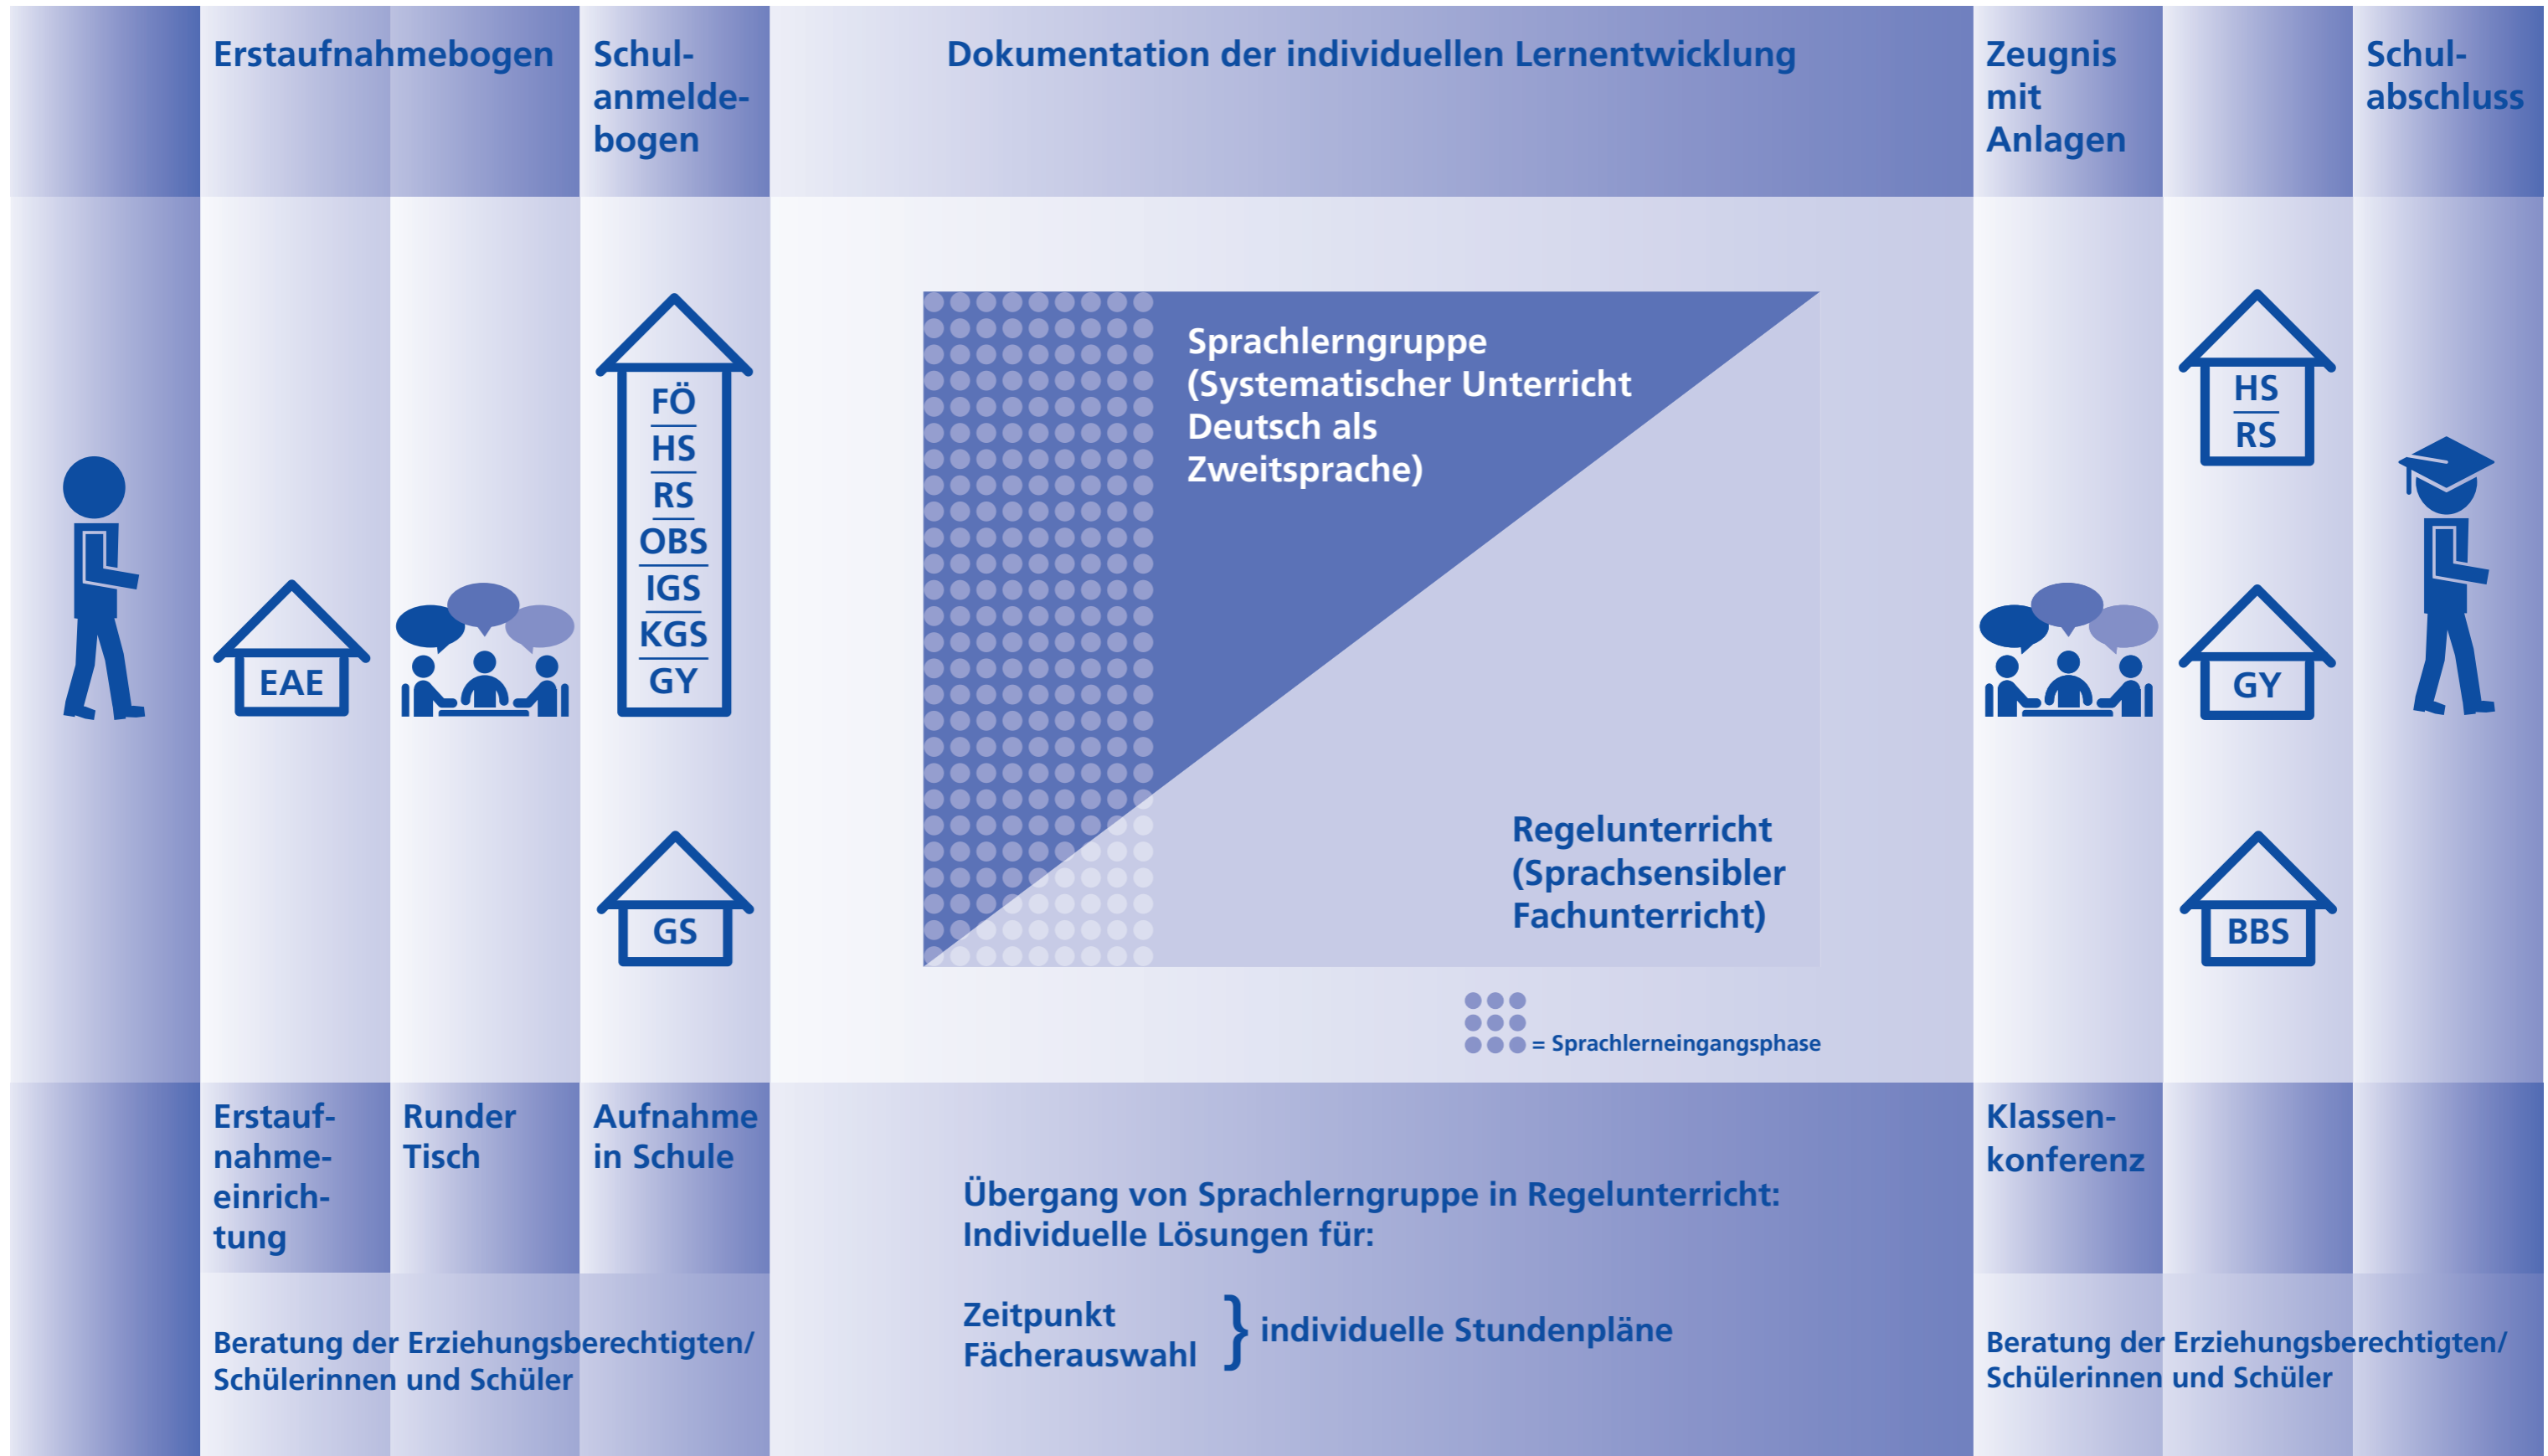 Erstaufnahmebogen
Schul-
anmelde-
bogen
Dokumentation der individuellen Lernentwicklung
Zeugnis
mit
Anlagen
Schul-
abschluss
EAE
FÖ
HS
RS
OBS
IGS
KGS
GY
GS
Sprachlerngruppe
(Systematischer Unterricht
Deutsch als
Zweitsprache)
Regelunterricht
(Sprachsensibler
Fachunterricht)
= Sprachlerneingangsphase
HS
RS
GY
BBS
Erstauf-
nahme-
einrich-
tung
Runder
Tisch
Aufnahme
in Schule
Beratung der Erziehungsberechtigten/
Schülerinnen und Schüler
Übergang von Sprachlerngruppe in Regelunterricht:
Individuelle Lösungen für:
Zeitpunkt
Fächerauswahl
} individuelle Stundenpläne
Klassen-
konferenz
Beratung der Erziehungsberechtigten/
Schülerinnen und Schüler